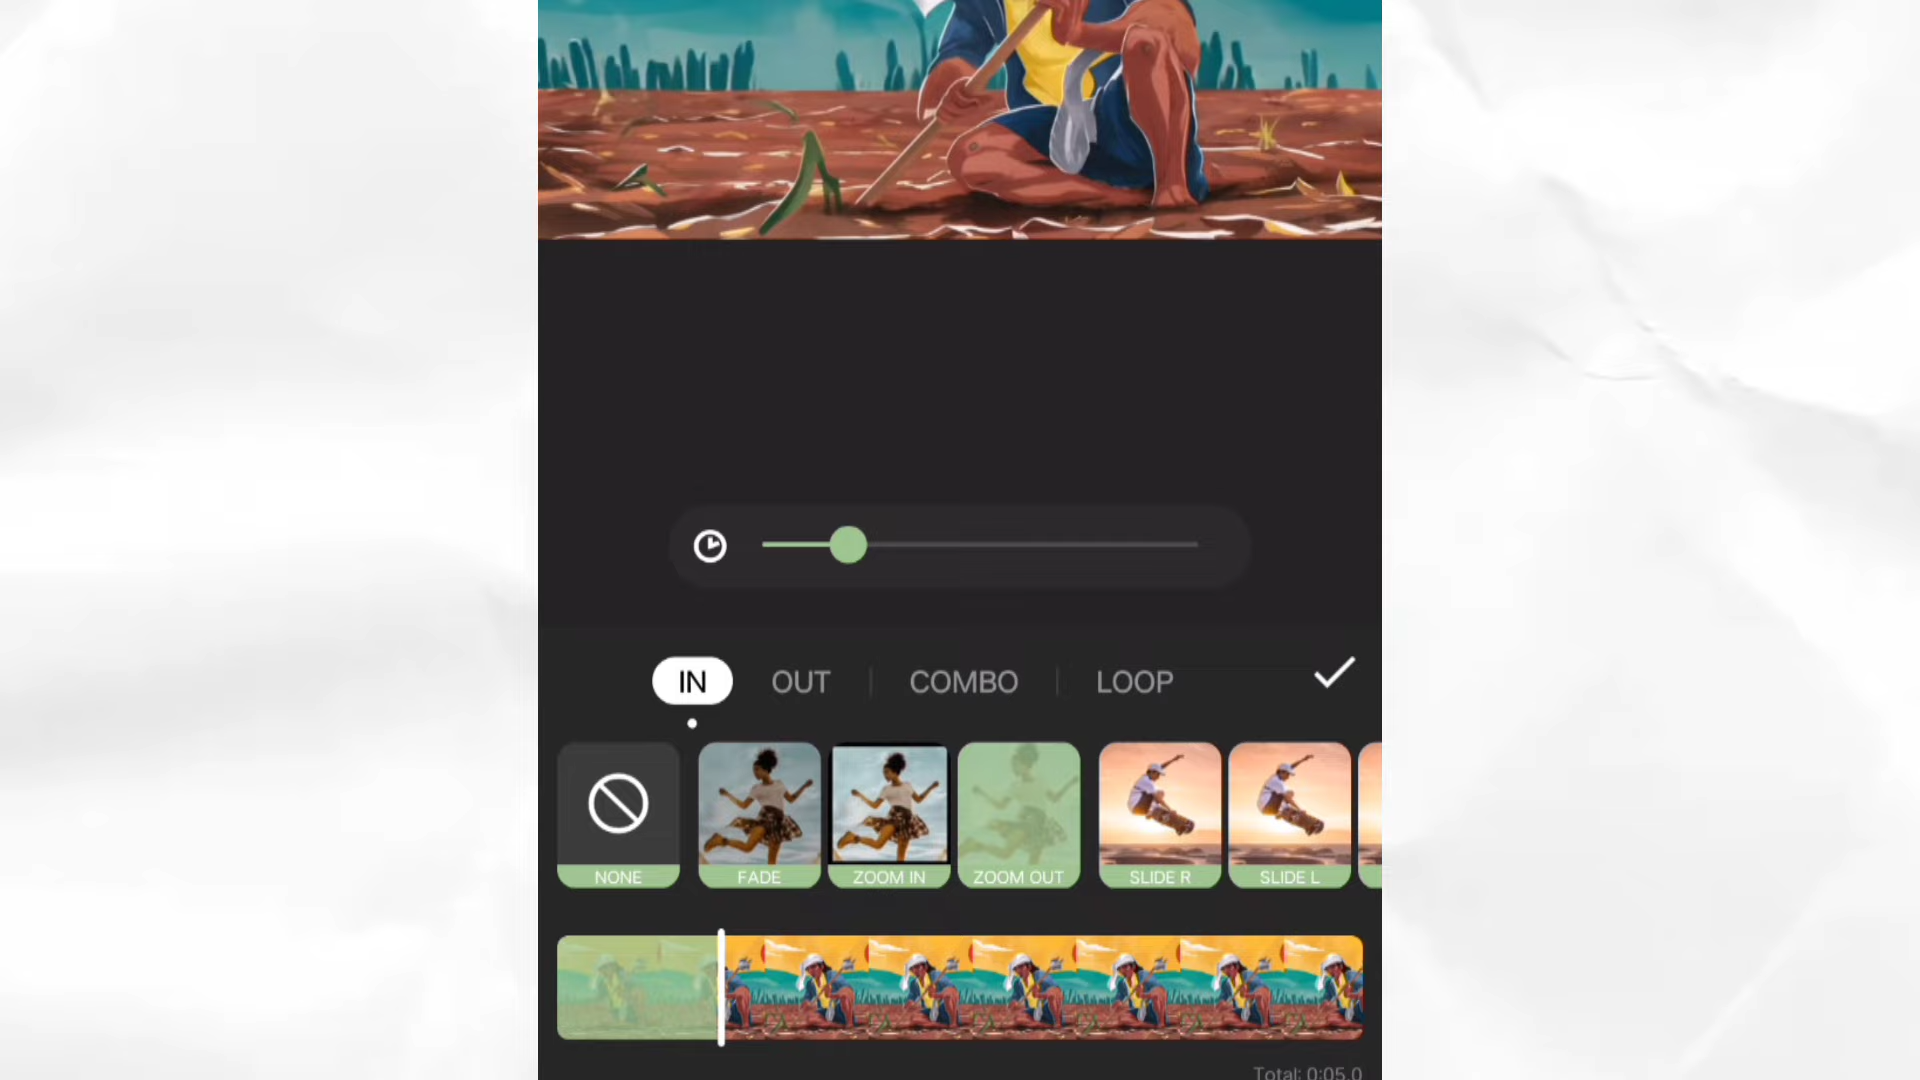 IN OUT COMBO LOOP
NONE FADE ZOOM IN ZOOM OUT SLIDE R SLIDE L
Total: 0:05.0